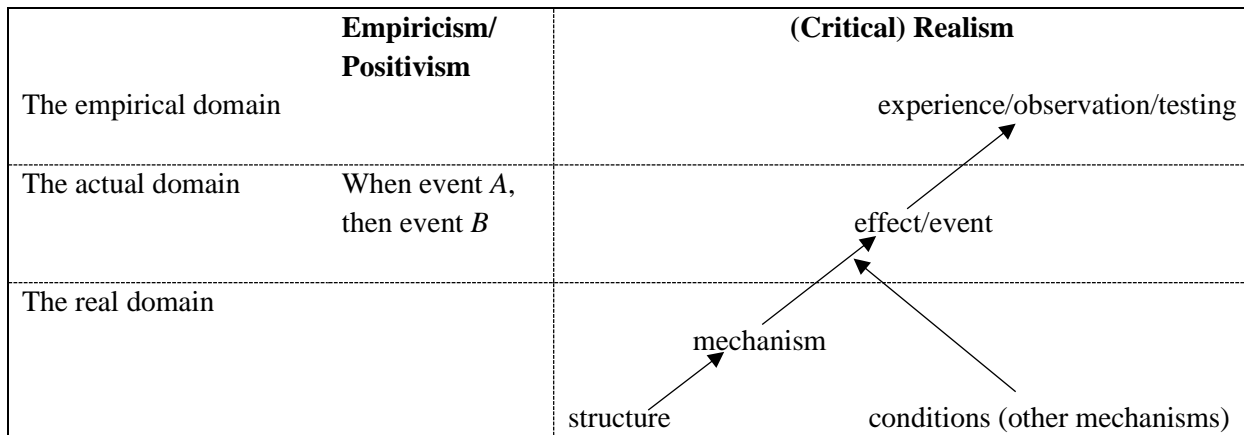 Empiricism/ (Critical) Realism
Positivism
The empirical domain experience/observation/testing
The actual domain When event A,
then event B effect/event
The real domain
mechanism
structure conditions (other mechanisms)